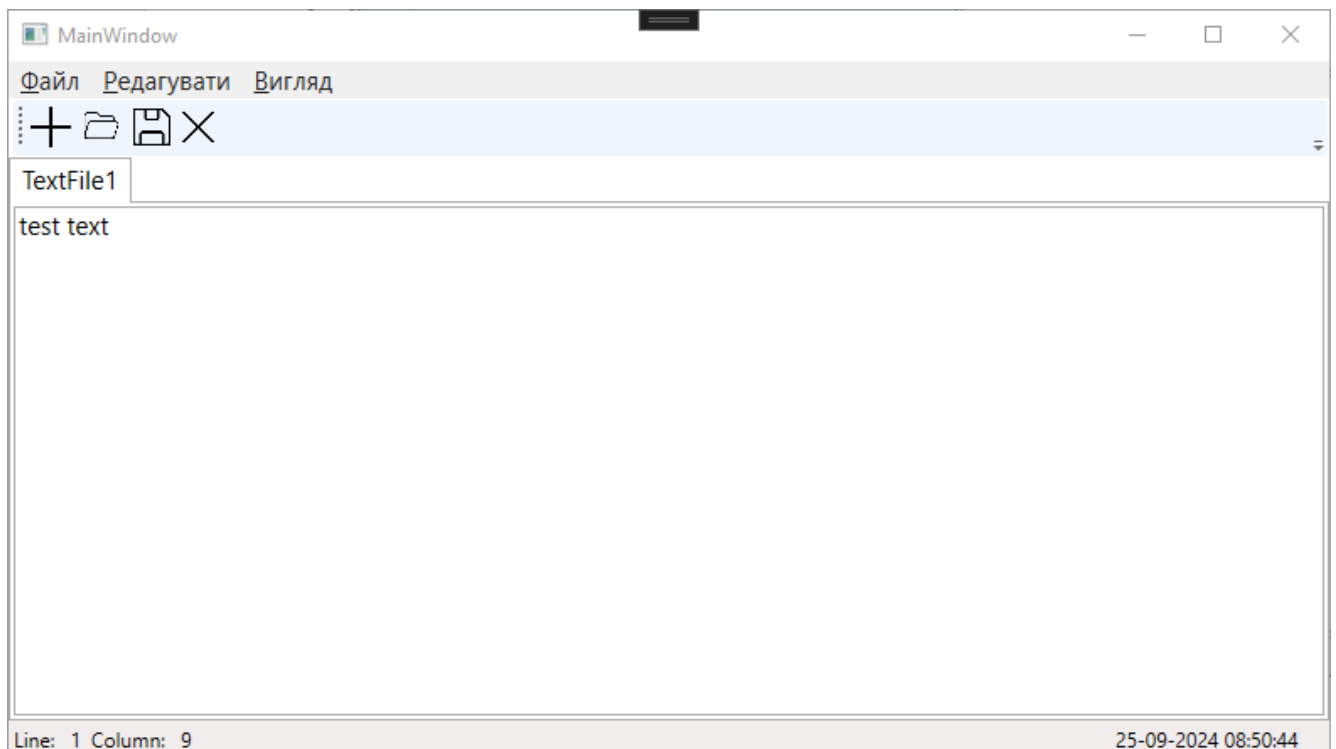 MainWindow
Файл Редагувати Вигляд
TextFile1
test text
Line: 1 Column: 9 25-09-2024 08:50:44